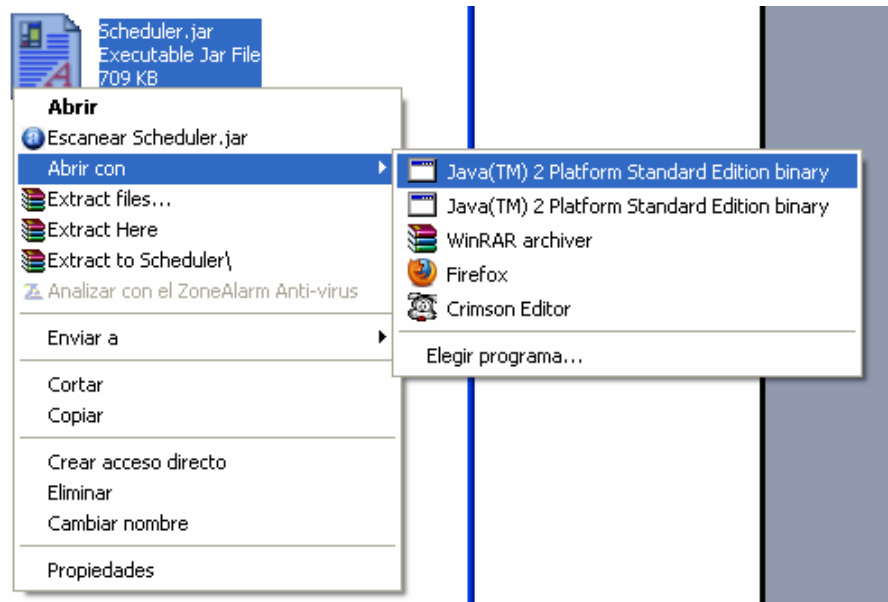 Scheduler.jar
Executable Jar File
709 KB
Abrir
Escanear Scheduler.jar
Abrir con
Extract files...
Extract Here
Extract to Scheduler\
Analizar con el ZoneAlarm Anti-virus
Enviar a
Cortar
Copiar
Crear acceso directo
Eliminar
Cambiar nombre
Propiedades
Java(TM) 2 Platform Standard Edition binary
Java(TM) 2 Platform Standard Edition binary
WinRAR archiver
Firefox
Crimson Editor
Elegir programa...